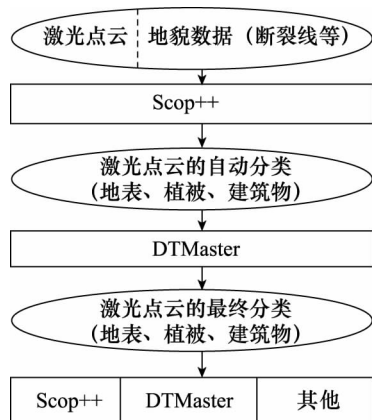 激光点云 地貌数据（断裂线等）
Scop++
激光点云的自动分类
(地表、植被、建筑物)
DTMaster
激光点云的最终分类
(地表、植被、建筑物)
Scop++ DTMaster 其他